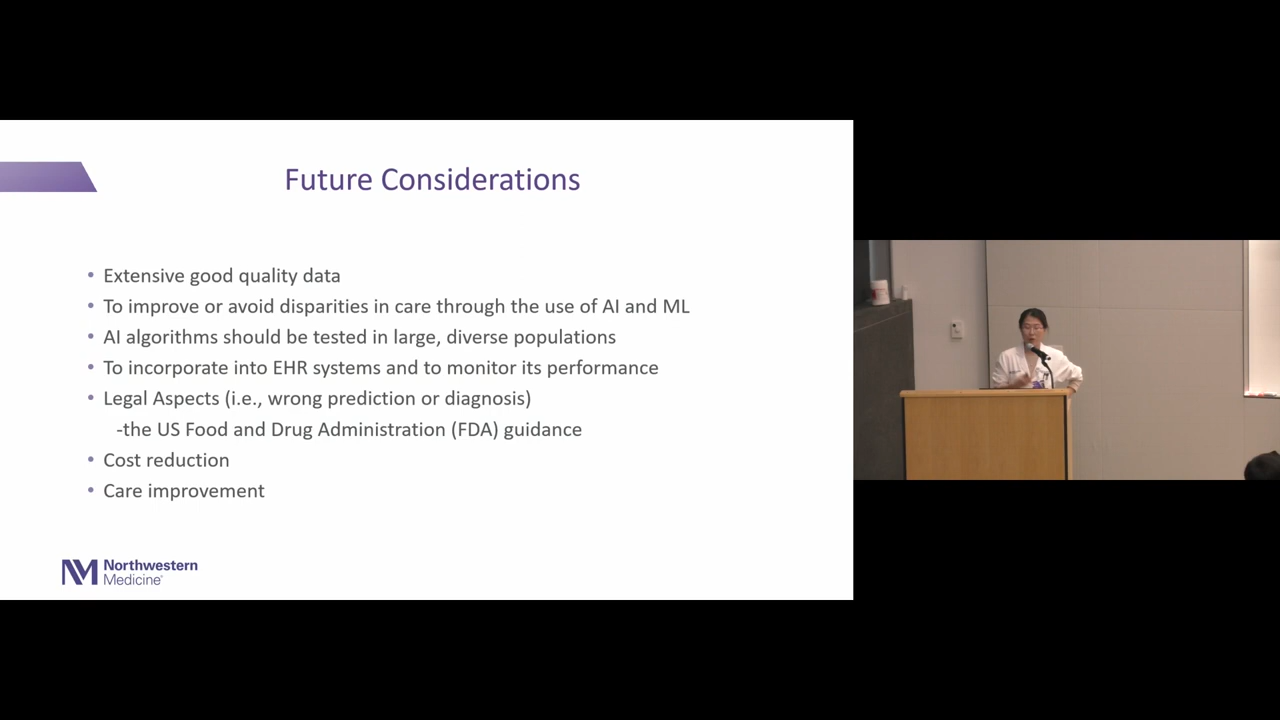 Future Considerations
• Extensive good quality data
• To improve or avoid disparities in care through the use of AI and ML
• AI algorithms should be tested in large, diverse populations
• To incorporate into EHR systems and to monitor its performance
• Legal Aspects (i.e., wrong prediction or diagnosis)
-the US Food and Drug Administration (FDA) guidance
• Cost reduction
• Care improvement
Northwestern
Medicine